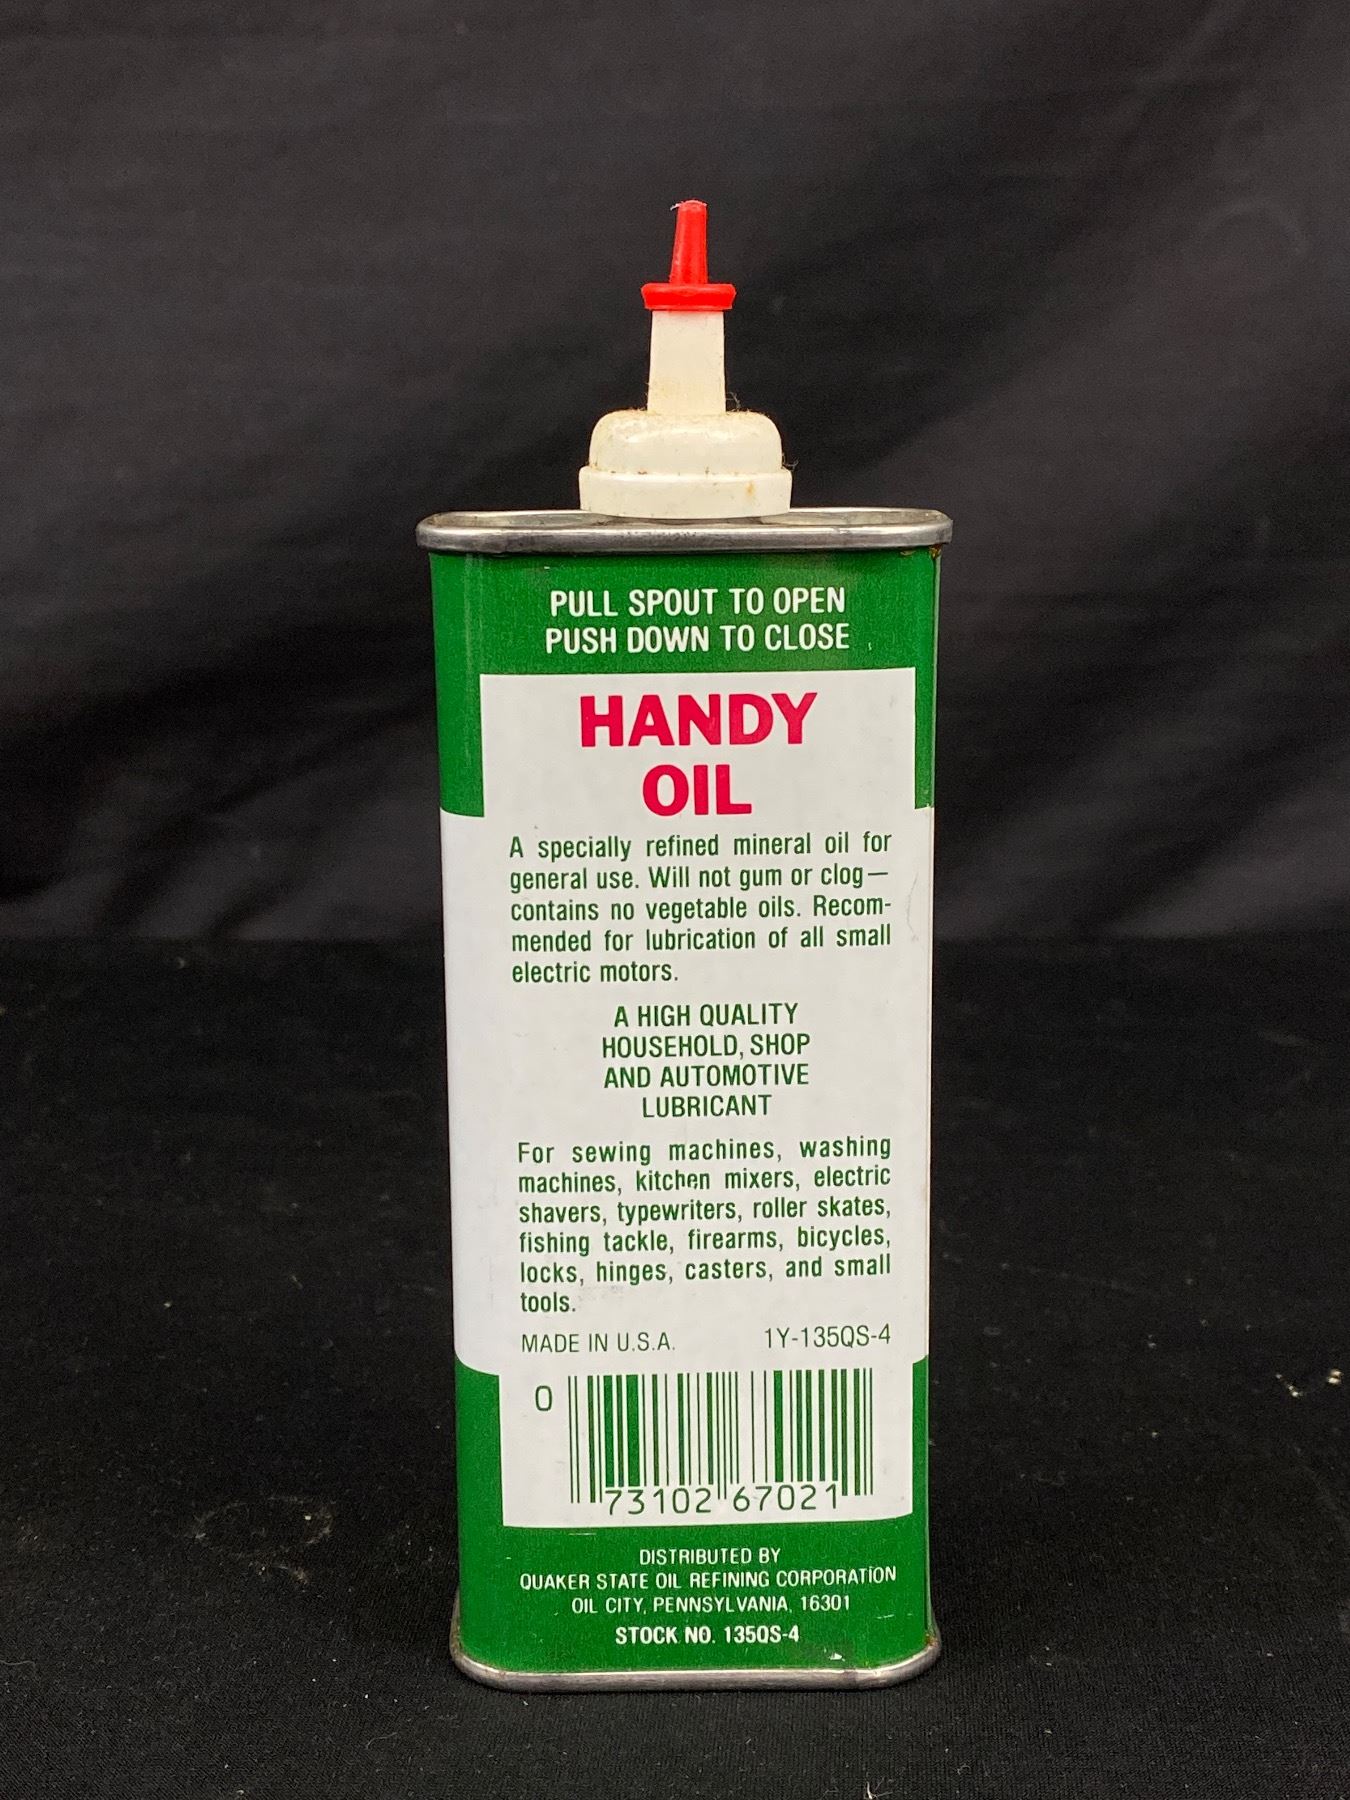 PULL SPOUT TO OPEN
PUSH DOWN TO CLOSE
HANDY
OIL
A specially refined mineral oil for
general use. Will not gum or clog—
contains no vegetable oils. Recom-
mended for lubrication of all small
electric motors.
A HIGH QUALITY
HOUSEHOLD, SHOP
AND AUTOMOTIVE
LUBRICANT
For sewing machines, washing
machines, kitchen mixers, electric
shavers, typewriters, roller skates,
fishing tackle, firearms, bicycles,
locks, hinges, casters, and small
tools.
MADE IN U.S.A. 1Y-135QS-4
0 73102 67021
DISTRIBUTED BY
QUAKER STATE OIL REFINING CORPORATION
OIL CITY, PENNSYLVANIA, 16301
STOCK NO. 135QS-4